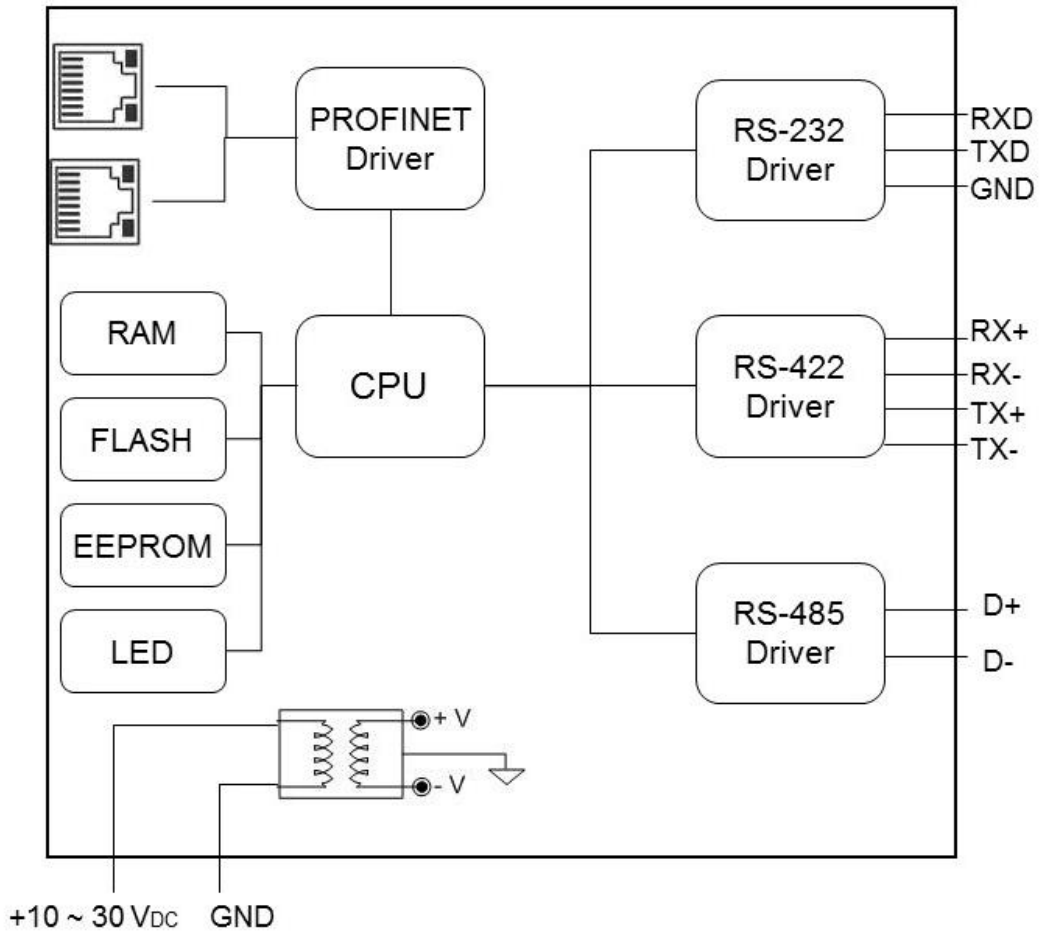 PROFINET
Driver
RS-232
Driver
RXD
TXD
GND
RAM
FLASH
EEPROM
LED
CPU
RS-422
Driver
RX+
RX-
TX+
TX-
RS-485
Driver
D+
D-
+ V
- V
+10 ~ 30 VDC
GND